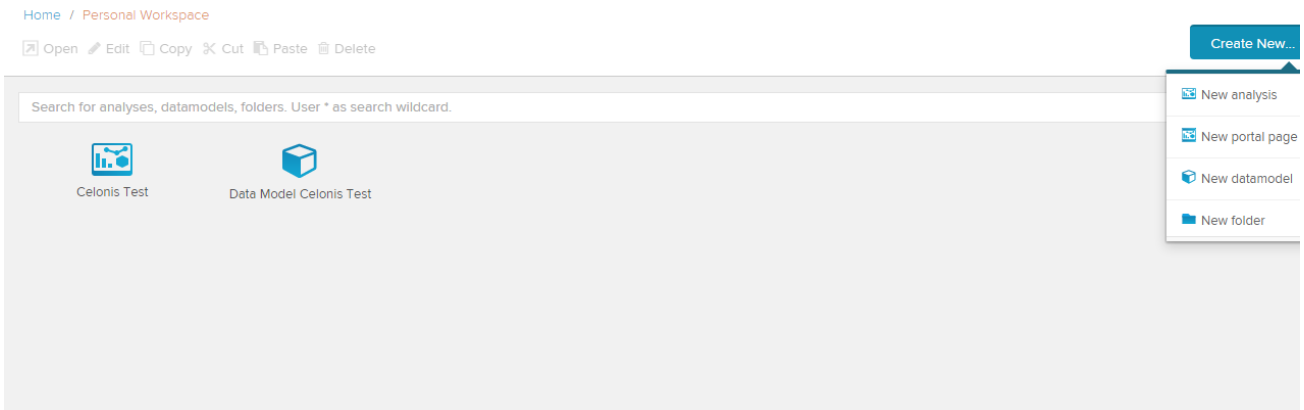 Home / Personal Workspace
Open Edit Copy Cut Paste Delete
Create New...
Search for analyses, datamodels, folders. User * as search wildcard.
New analysis
New portal page
New datamodel
New folder
Celonis Test
Data Model Celonis Test